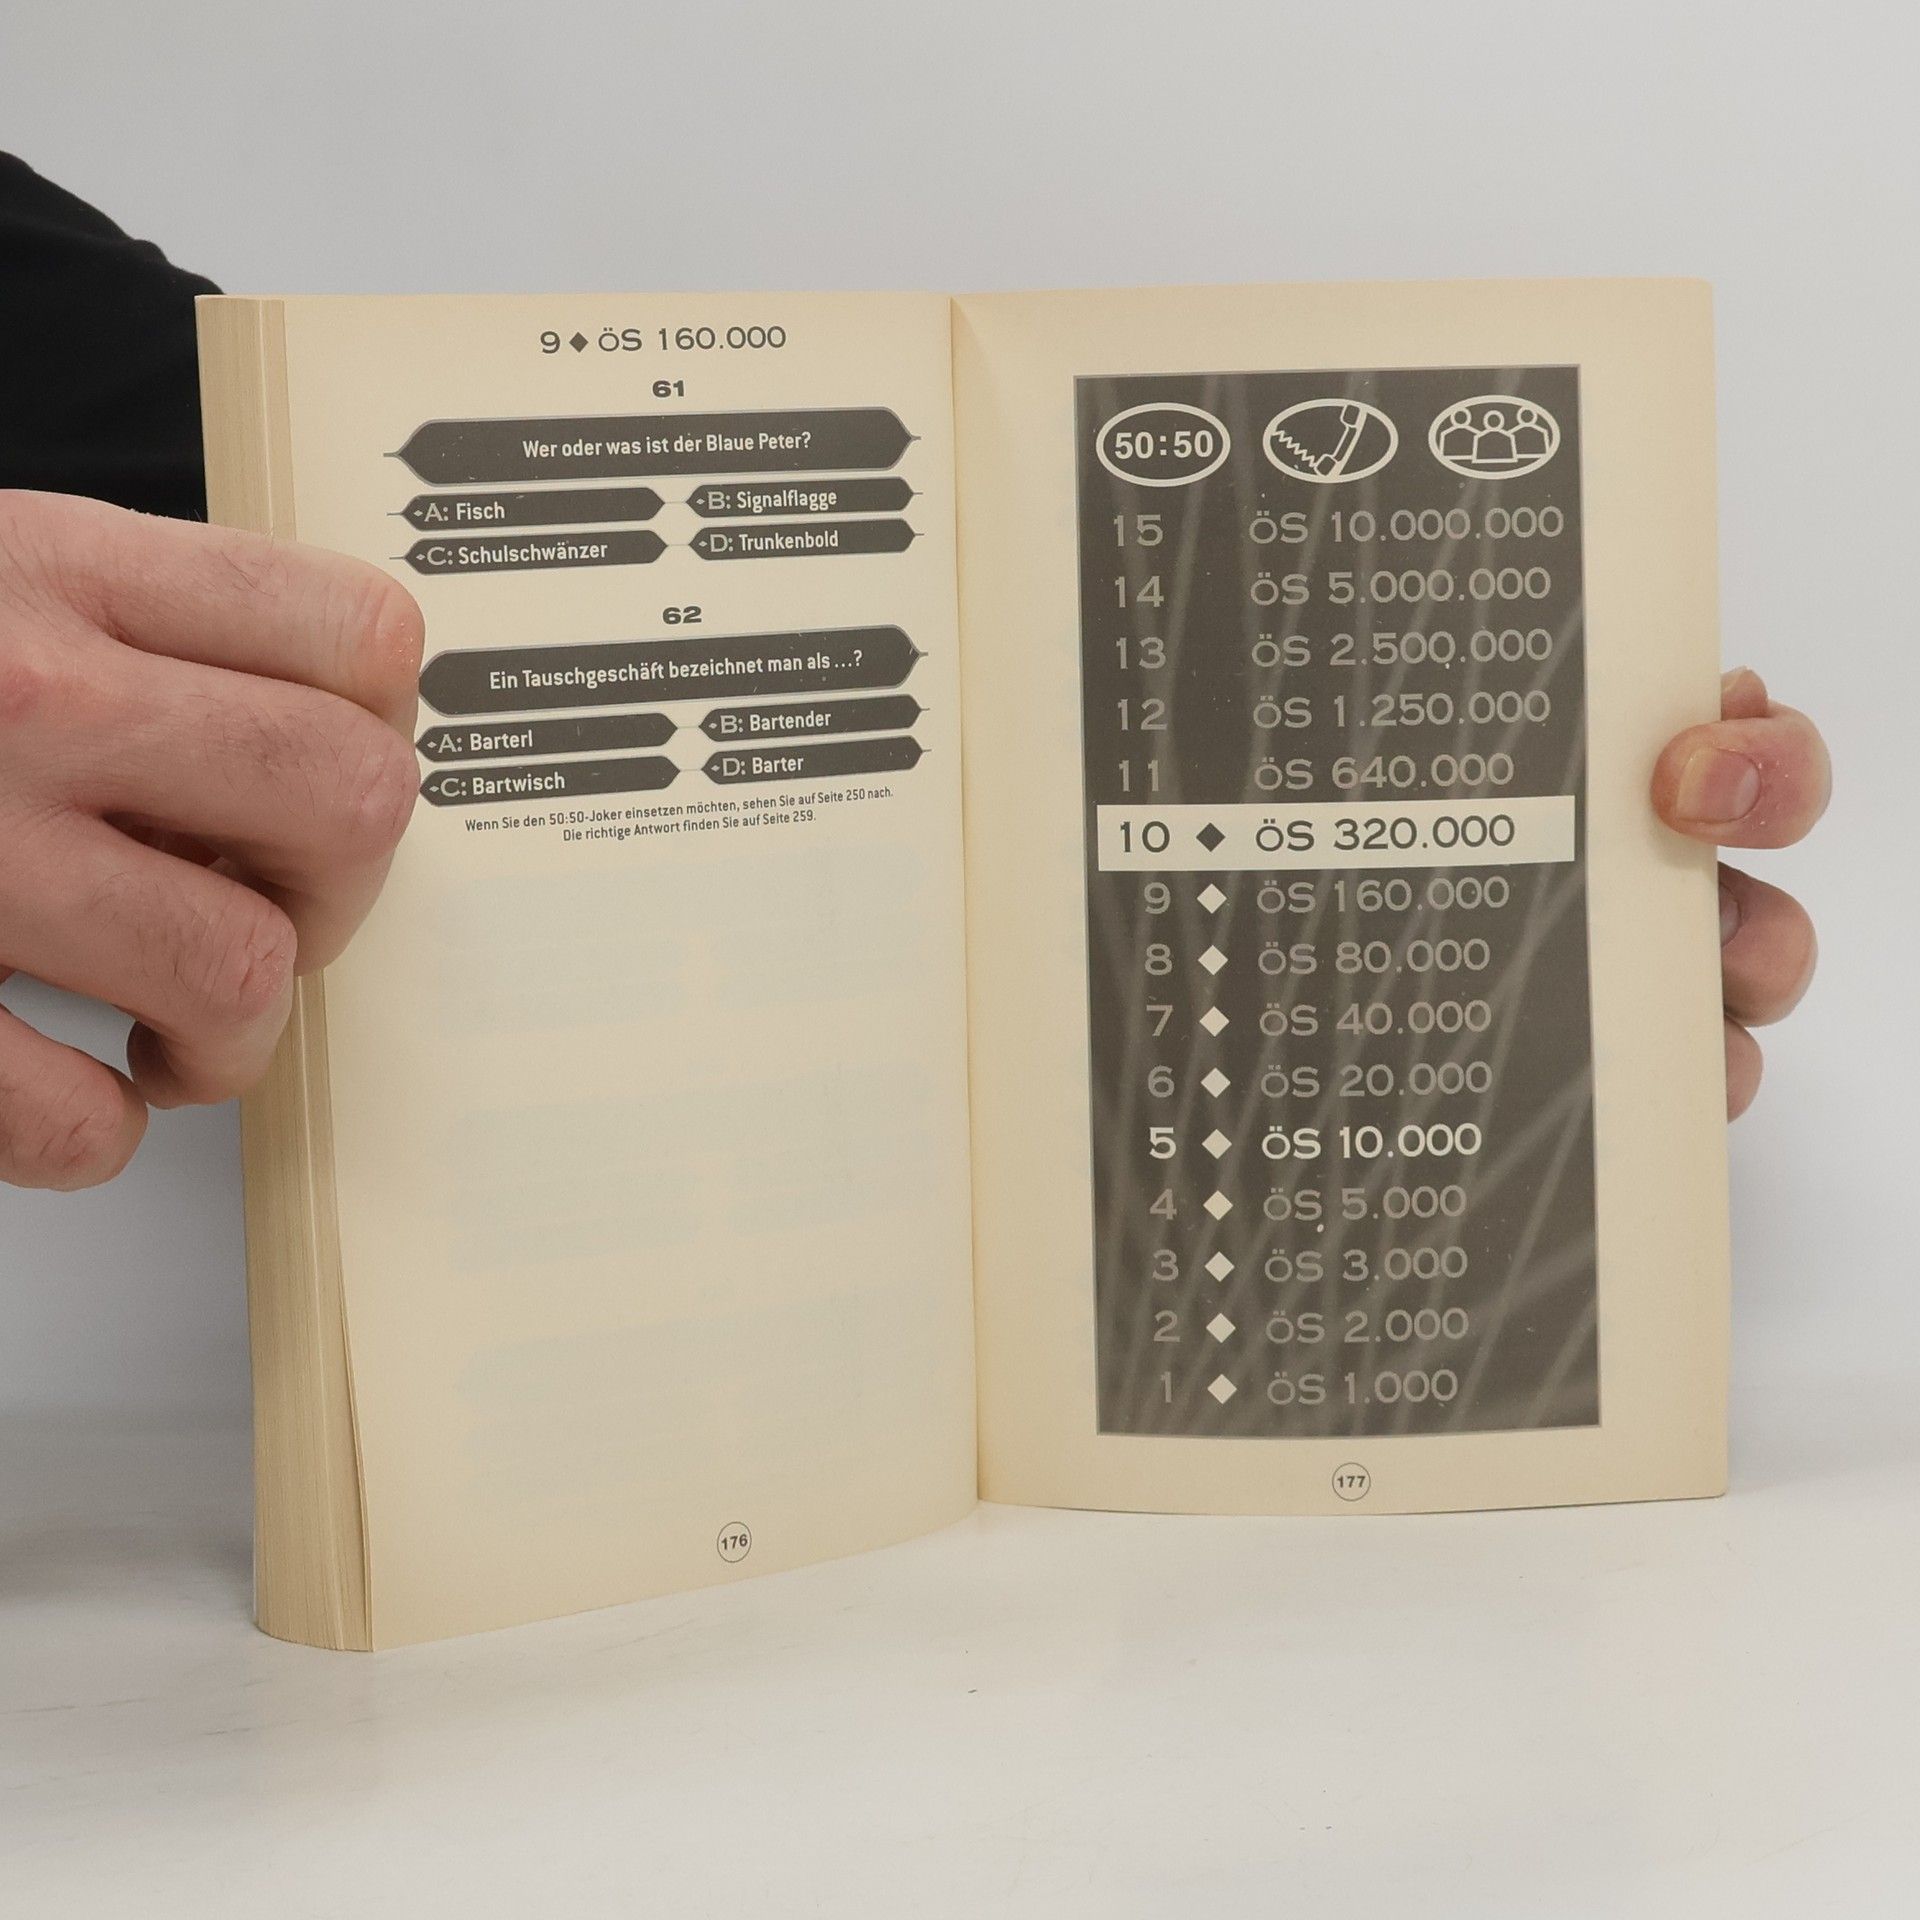 9 ◆ öS 160.000
61
Wer oder was ist der Blaue Peter?
A: Fisch
B: Signalflagge
C: Schulschwänzer
D: Trunkenbold
62
Ein Tauschgeschäft bezeichnet man als ...?
A: Barterl
B: Bartender
C: Bartwisch
D: Barter
Wenn Sie den 50:50-Joker einsetzen möchten, sehen Sie auf Seite 250 nach.
Die richtige Antwort finden Sie auf Seite 259.
176
50:50
15 öS 10.000.000
14 öS 5.000.000
13 öS 2.500.000
12 öS 1.250.000
11 öS 640.000
10 ◆ öS 320.000
9 ◆ öS 160.000
8 ◆ öS 80.000
7 ◆ öS 40.000
6 ◆ öS 20.000
5 ◆ öS 10.000
4 ◆ öS 5.000
3 ◆ öS 3.000
2 ◆ öS 2.000
1 ◆ öS 1.000
177